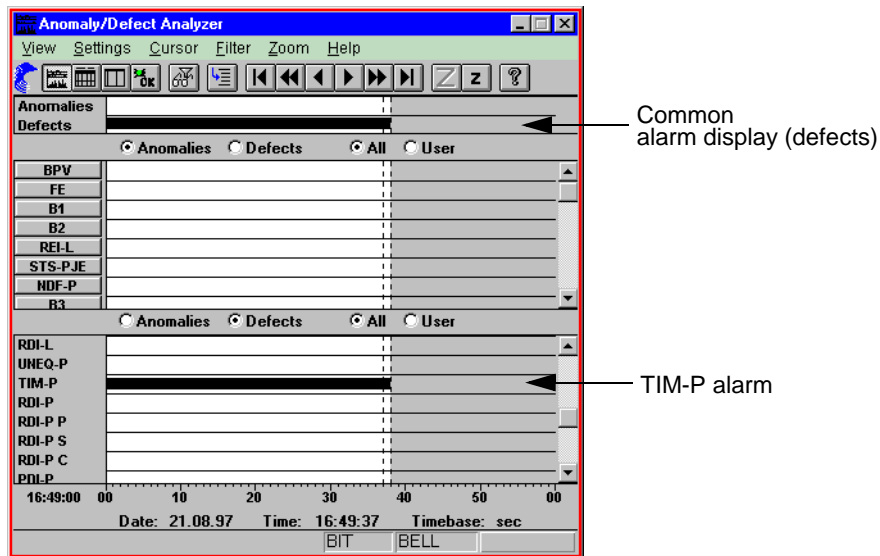 Anomaly/Defect Analyzer
View Settings Cursor Filter Zoom Help
OK Z z ?
Anomalies
Defects
Common
alarm display (defects)
Anomalies Defects All User
BPV
FE
B1
B2
REI-L
STS-PJE
NDF-P
B3
Anomalies Defects All User
RDI-L
UNEQ-P
TIM-P
TIM-P alarm
RDI-P
RDI-P P
RDI-P S
RDI-P C
PDI-P
16:49:00 00 10 20 30 40 50 00
Date: 21.08.97 Time: 16:49:37 Timebase: sec
BIT BELL